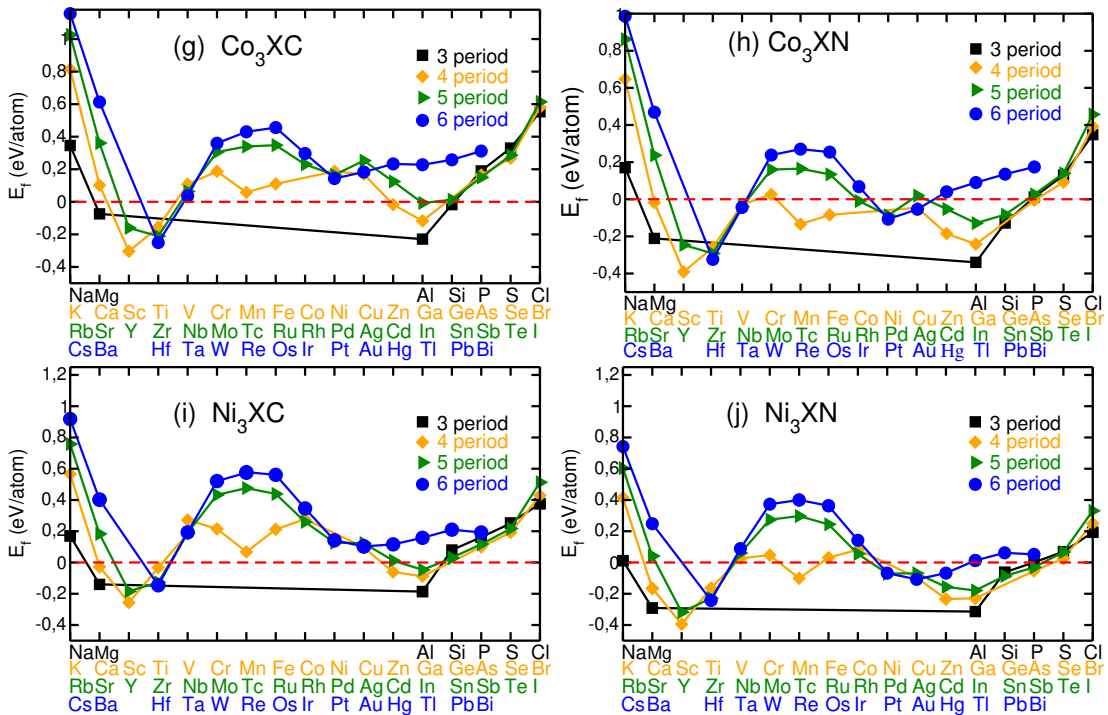 (g) Co₃XC
3 period
4 period
5 period
6 period
E_f (eV/atom)
1
0,8
0,6
0,4
0,2
0
-0,2
-0,4
Na Mg Al Si P S Cl
K Ca Sc Ti V Cr Mn Fe Co Ni Cu Zn Ga Ge As Se Br
Rb Sr Y Zr Nb Mo Tc Ru Rh Pd Ag Cd In Sn Sb Te I
Cs Ba Hf Ta W Re Os Ir Pt Au Hg Tl Pb Bi
(h) Co₃XN
3 period
4 period
5 period
6 period
E_f (eV/atom)
1
0,8
0,6
0,4
0,2
0
-0,2
-0,4
Na Mg Al Si P S Cl
K Ca Sc Ti V Cr Mn Fe Co Ni Cu Zn Ga Ge As Se Br
Rb Sr Y Zr Nb Mo Tc Ru Rh Pd Ag Cd In Sn Sb Te I
Cs Ba Hf Ta W Re Os Ir Pt Au Hg Tl Pb Bi
(i) Ni₃XC
3 period
4 period
5 period
6 period
E_f (eV/atom)
1,2
1
0,8
0,6
0,4
0,2
0
-0,2
-0,4
Na Mg Al Si P S Cl
K Ca Sc Ti V Cr Mn Fe Co Ni Cu Zn Ga Ge As Se Br
Rb Sr Y Zr Nb Mo Tc Ru Rh Pd Ag Cd In Sn Sb Te I
Cs Ba Hf Ta W Re Os Ir Pt Au Hg Tl Pb Bi
(j) Ni₃XN
3 period
4 period
5 period
6 period
E_f (eV/atom)
1,2
1
0,8
0,6
0,4
0,2
0
-0,2
-0,4
Na Mg Al Si P S Cl
K Ca Sc Ti V Cr Mn Fe Co Ni Cu Zn Ga Ge As Se Br
Rb Sr Y Zr Nb Mo Tc Ru Rh Pd Ag Cd In Sn Sb Te I
Cs Ba Hf Ta W Re Os Ir Pt Au Hg Tl Pb Bi